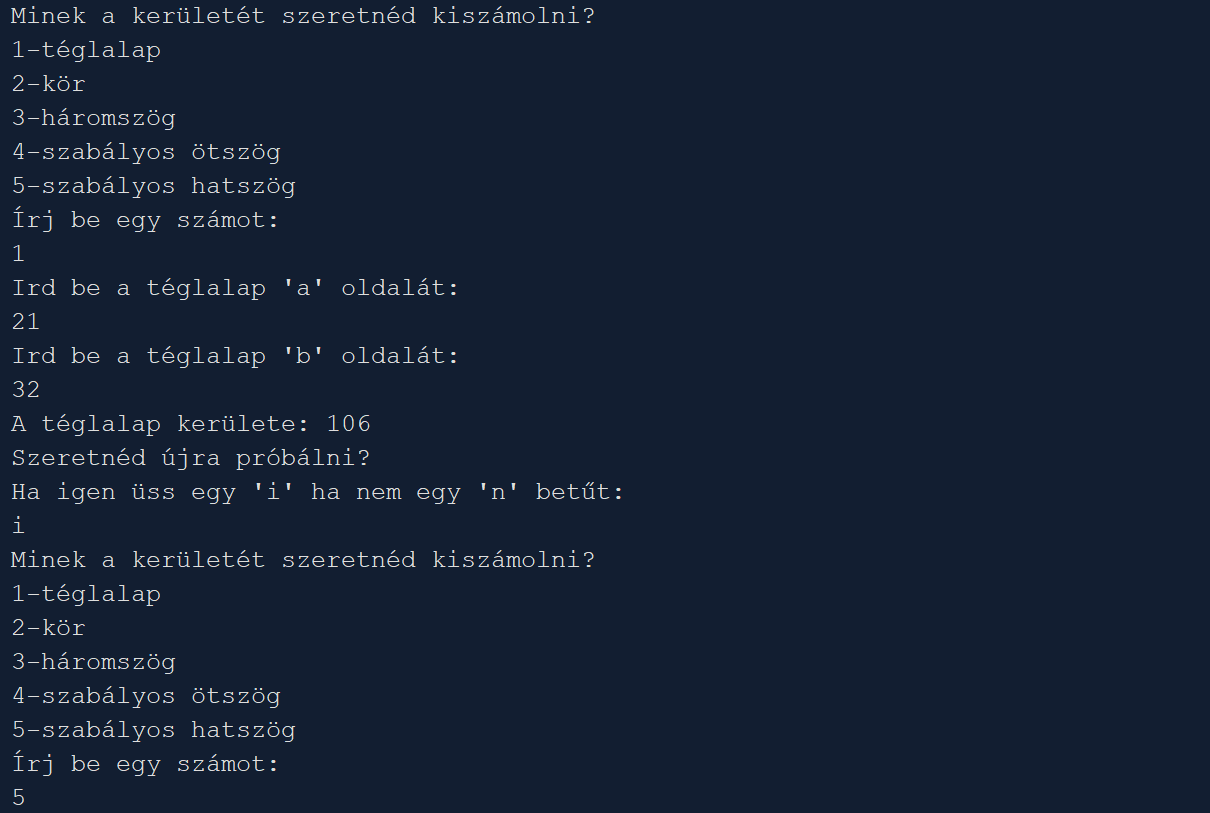 Minek a kerületét szeretnéd kiszámolni?
1-téglalap
2-kör
3-háromszög
4-szabályos ötszög
5-szabályos hatszög
Írj be egy számot:
1
Ird be a téglalap 'a' oldalát:
21
Ird be a téglalap 'b' oldalát:
32
A téglalap kerülete: 106
Szeretnéd újra próbálni?
Ha igen üss egy 'i' ha nem egy 'n' betűt:
i
Minek a kerületét szeretnéd kiszámolni?
1-téglalap
2-kör
3-háromszög
4-szabályos ötszög
5-szabályos hatszög
Írj be egy számot:
5